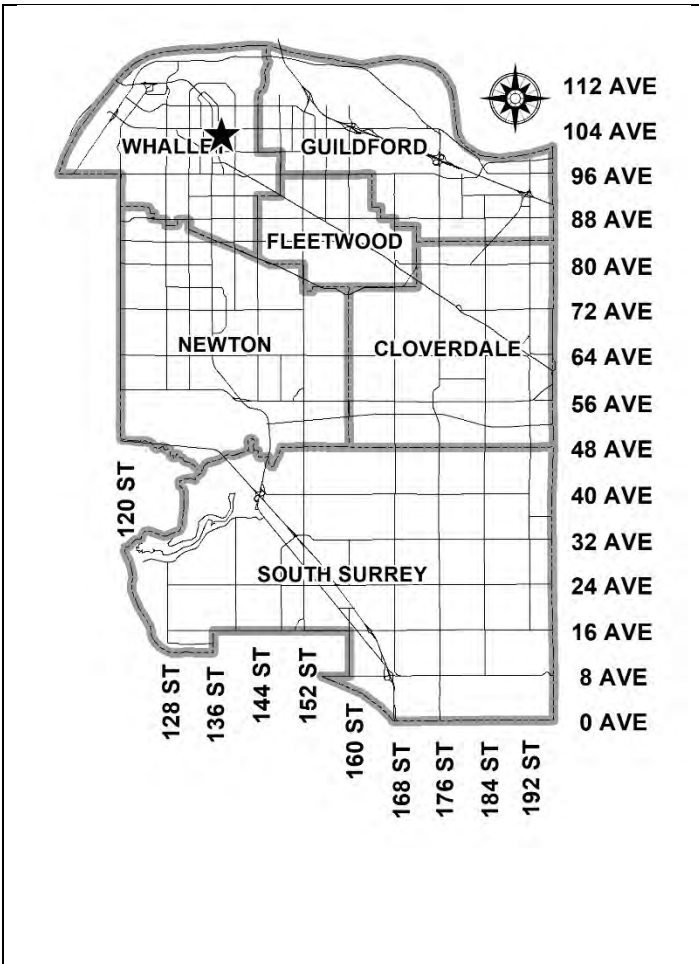 112 AVE
104 AVE
WHALLEY
GUILDFORD
96 AVE
88 AVE
FLEETWOOD
80 AVE
72 AVE
NEWTON
CLOVERDALE
64 AVE
56 AVE
48 AVE
120 ST
40 AVE
32 AVE
SOUTH SURREY
24 AVE
16 AVE
128 ST
136 ST
144 ST
152 ST
160 ST
8 AVE
0 AVE
168 ST
176 ST
184 ST
192 ST